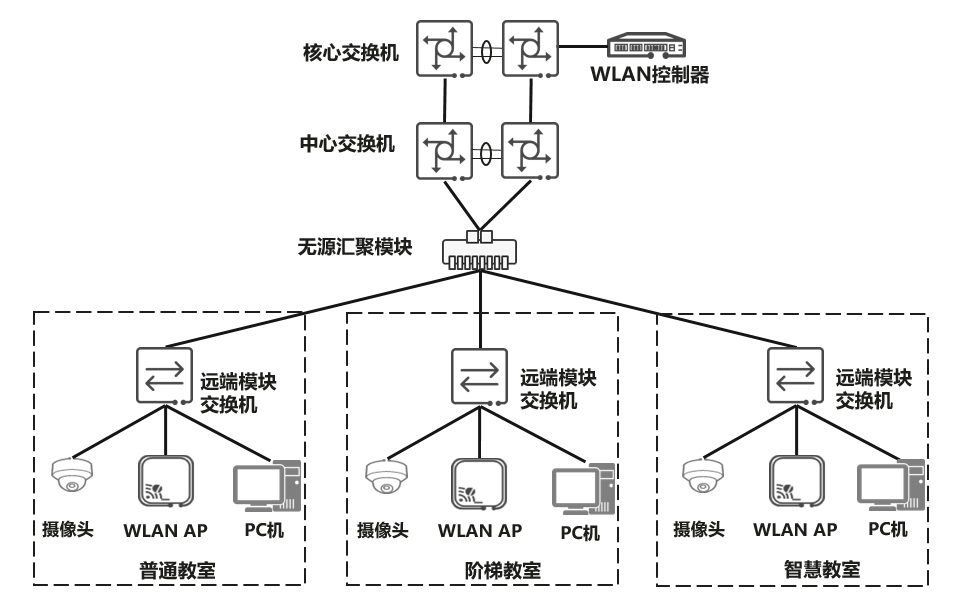 核心交换机
WLAN控制器
中心交换机
无源汇聚模块
远端模块
交换机
远端模块
交换机
远端模块
交换机
摄像头
WLAN AP
PC机
摄像头
WLAN AP
PC机
摄像头
WLAN AP
PC机
普通教室
阶梯教室
智慧教室